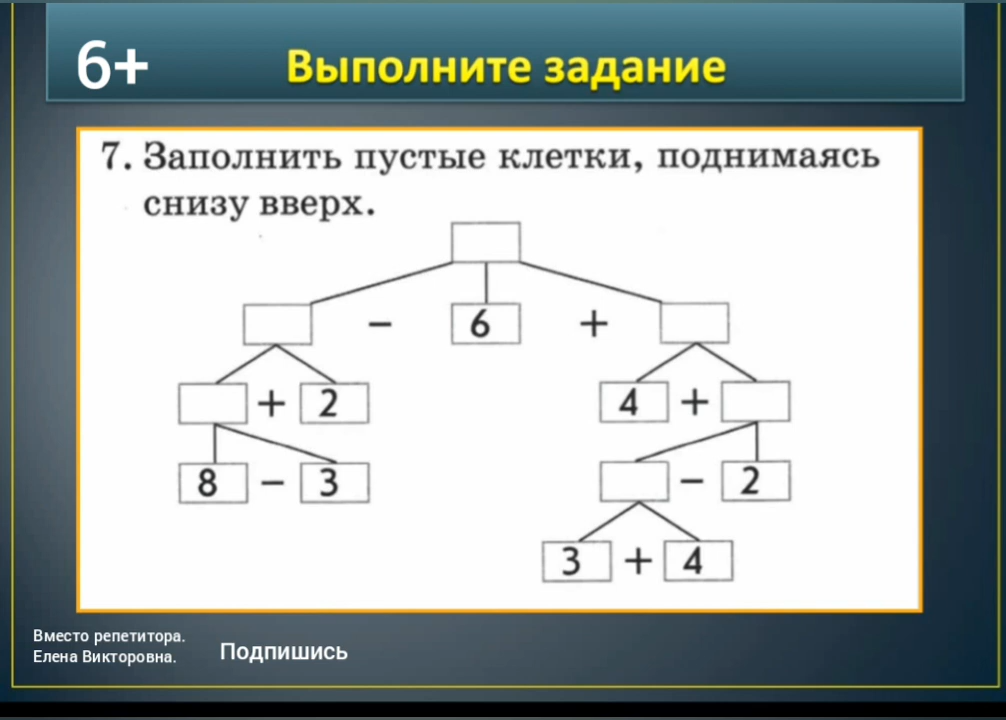 6+
Выполните задание
7. Заполнить пустые клетки, поднимаясь
снизу вверх.
− 6 +
+ 2 4 +
8 − 3 − 2
3 + 4
Вместо репетитора.
Елена Викторовна.
Подпишись